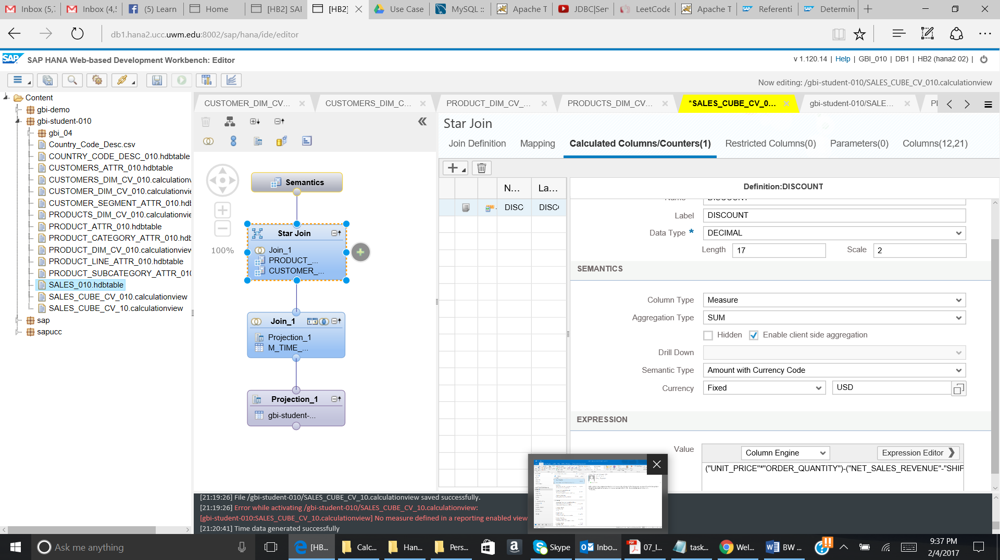 Inbox (5,
Inbox (4,
(5) Learn
Home
[HB2] SAI
[HB2]
Use Case
MySQL ::
Apache T
JDBC|Ser
LeetCode
Apache T
Referenti
Determin
db1.hana2.ucc.uwm.edu:8002/sap/hana/ide/editor
SAP SAP HANA Web-based Development Workbench: Editor
v 1.120.14 | Help | GBI_010 | DB1 | HB2 (hana2 02) |
Now editing: /gbi-student-010/SALES_CUBE_CV_010.calculationview
Content
gbi-demo
gbi-student-010
gbi_04
Country_Code_Desc.csv
COUNTRY_CODE_DESC_010.hdbtable
CUSTOMERS_ATTR_010.hdbtable
CUSTOMERS_DIM_CV_010.calculationv
CUSTOMER_DIM_CV_010.calculationvi
CUSTOMER_SEGMENT_ATTR_010.hdb
PRODUCTS_DIM_CV_010.calculationvie
PRODUCT_ATTR_010.hdbtable
PRODUCT_CATEGORY_ATTR_010.hdb
PRODUCT_DIM_CV_010.calculationview
PRODUCT_LINE_ATTR_010.hdbtable
PRODUCT_SUBCATEGORY_ATTR_010
SALES_010.hdbtable
SALES_CUBE_CV_010.calculationview
SALES_CUBE_CV_10.calculationview
sap
sapucc
CUSTOMER_DIM_CV...
CUSTOMERS_DIM_C...
PRODUCT_DIM_CV_...
PRODUCTS_DIM_CV...
*SALES_CUBE_CV_0...
gbi-student-010/SALE...
Semantics
Star Join
Join_1
PRODUCT_...
CUSTOMER_...
100%
Join_1
Projection_1
M_TIME_...
Projection_1
gbi-student-...
Star Join
Join Definition
Mapping
Calculated Columns/Counters(1)
Restricted Columns(0)
Parameters(0)
Columns(12,21)
N...
La...
DISC
DISC
Definition:DISCOUNT
Label
DISCOUNT
Data Type *
DECIMAL
Length
17
Scale
2
SEMANTICS
Column Type
Measure
Aggregation Type
SUM
Hidden
Enable client side aggregation
Drill Down
Semantic Type
Amount with Currency Code
Currency
Fixed
USD
EXPRESSION
Value
Column Engine
Expression Editor
("UNIT_PRICE"*"ORDER_QUANTITY")-("NET_SALES_REVENUE"-"SHIP
[21:19:26] File /gbi-student-010/SALES_CUBE_CV_10.calculationview saved successfully.
[21:19:26] Error while activating /gbi-student-010/SALES_CUBE_CV_10.calculationview:
[gbi-student-010:SALES_CUBE_CV_10.calculationview] No measure defined in a reporting enabled view
[21:20:41] Time data generated successfully
Ask me anything
[HB...
Calc...
Han...
Pers...
Skype
Inbo...
07_I...
task...
Wel...
BW ...
9:37 PM
2/4/2017